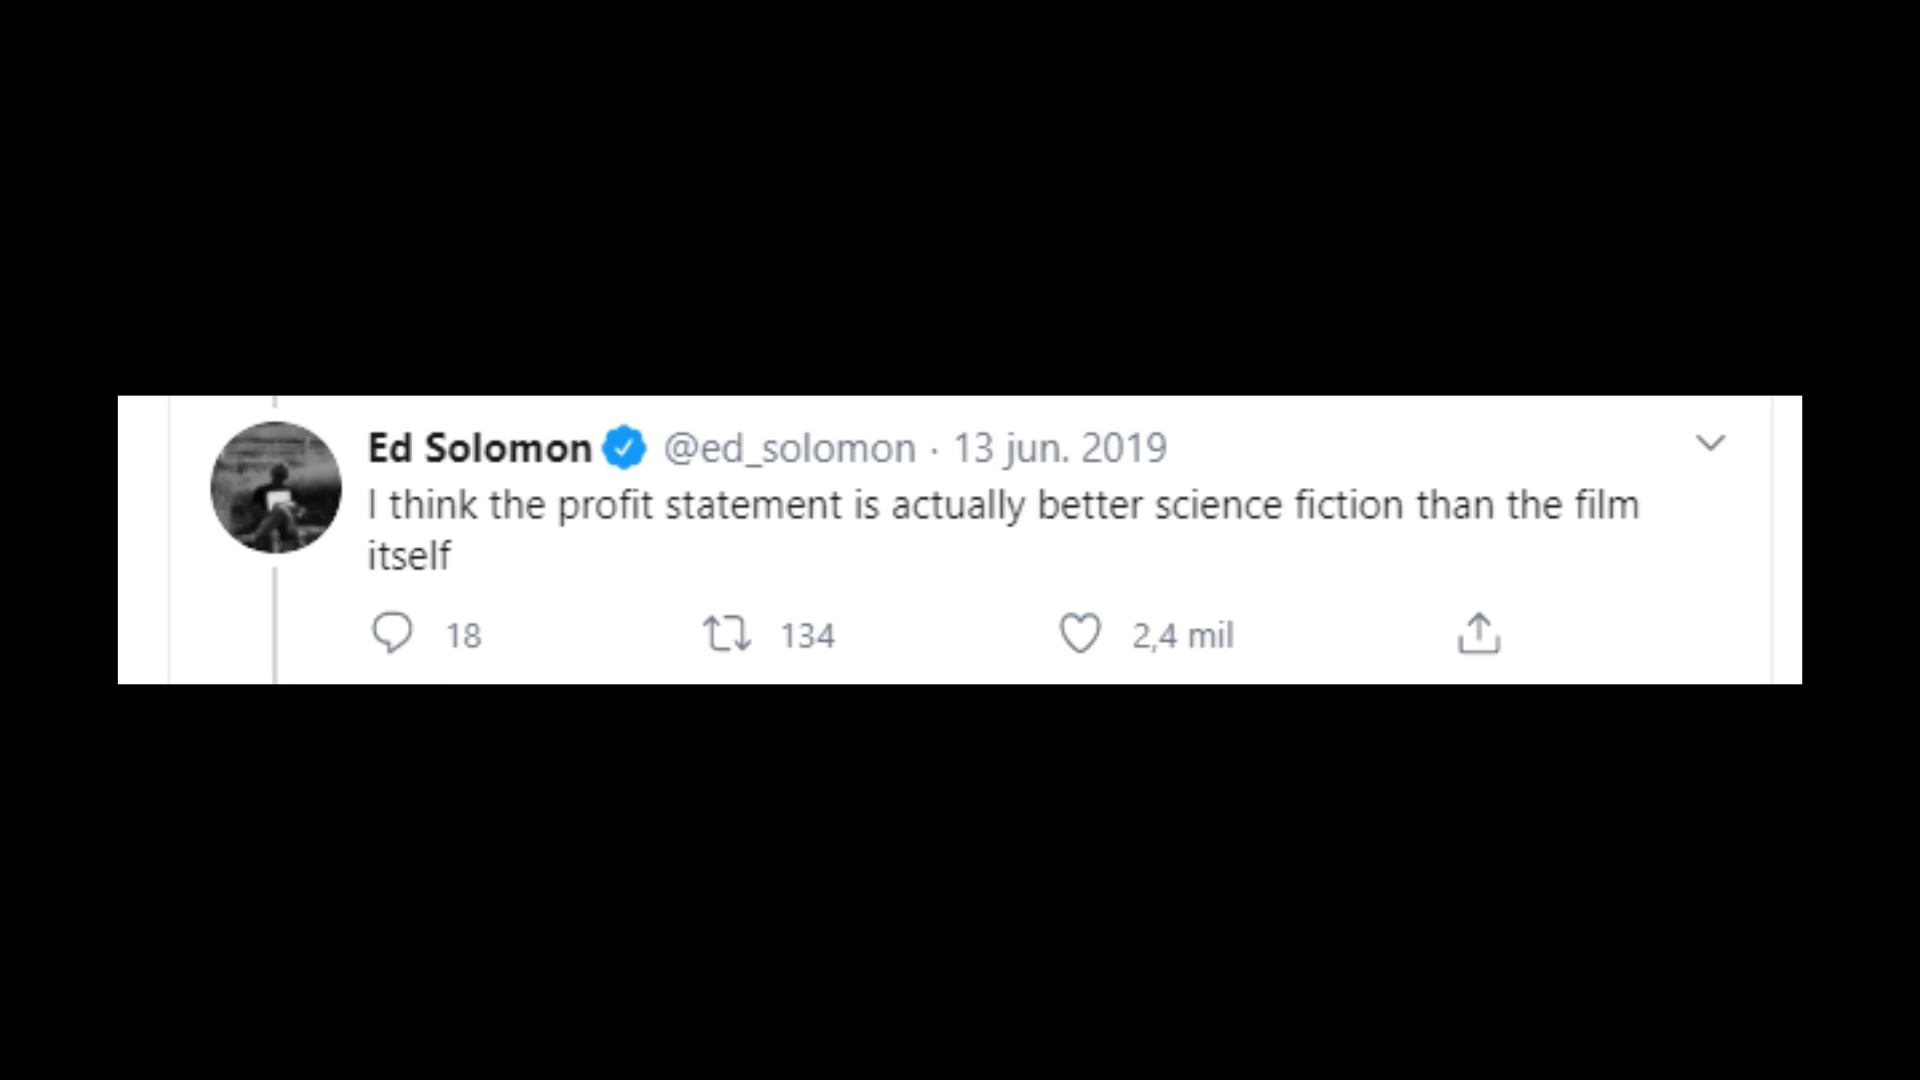 Ed Solomon @ed_solomon · 13 jun. 2019
I think the profit statement is actually better science fiction than the film
itself
18 134 2,4 mil